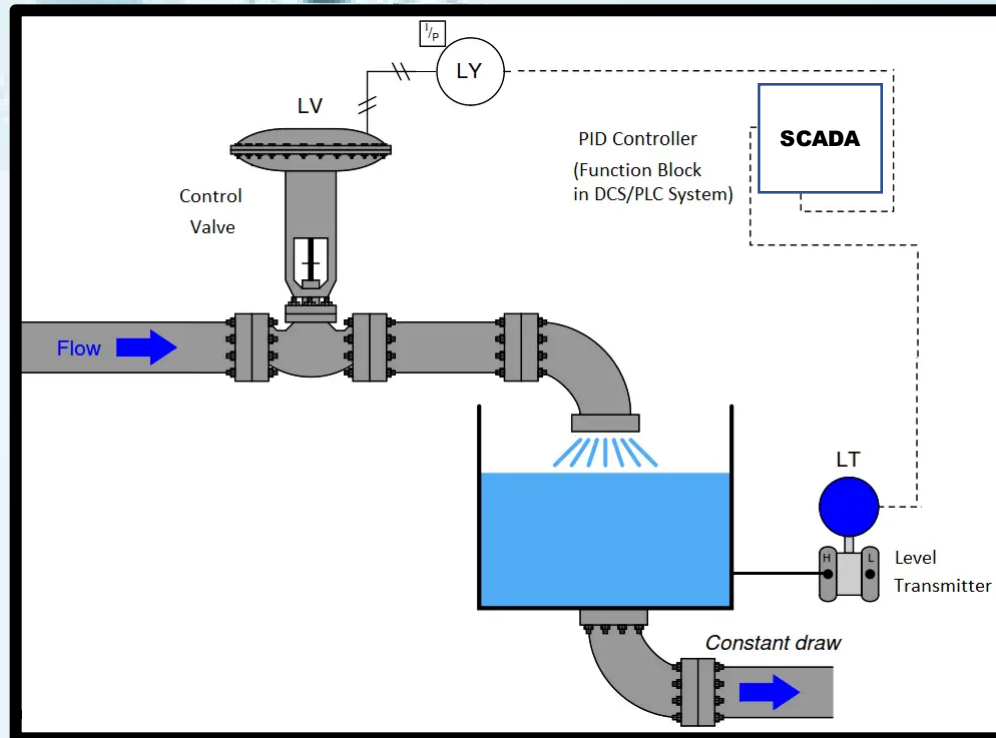 I/P
LY
LV
SCADA
PID Controller
(Function Block
in DCS/PLC System)
Control
Valve
Flow
LT
H
L
Level
Transmitter
Constant draw